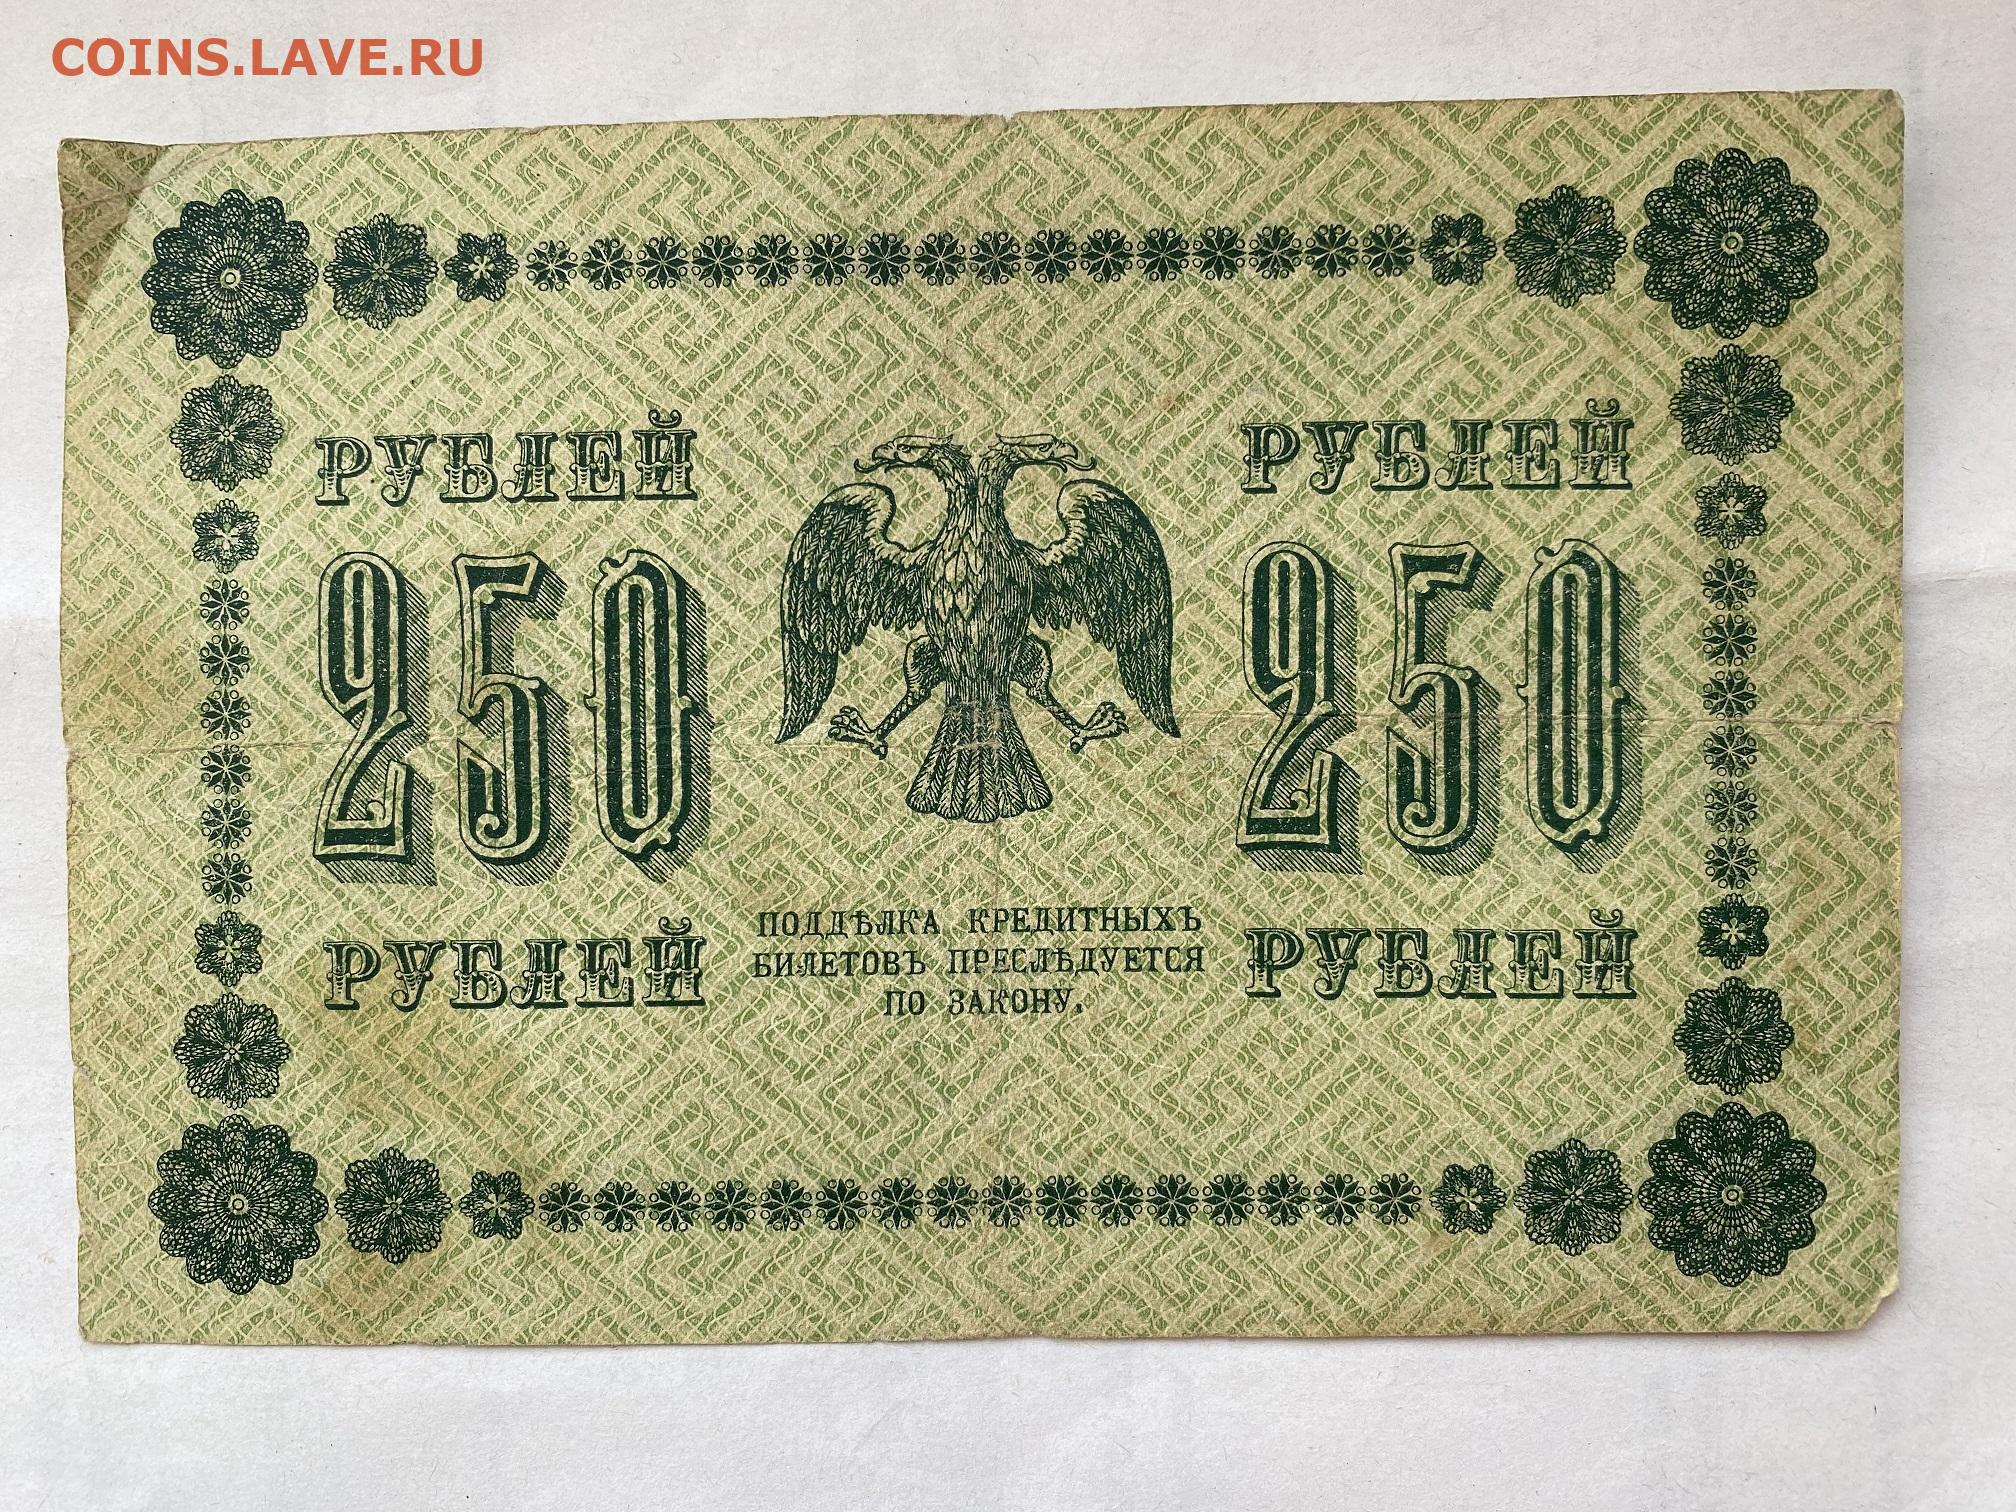 COINS.LAVE.RU
РУБЛЕЙ РУБЛЕЙ
250 250
РУБЛЕЙ РУБЛЕЙ
ПОДДѢЛКА КРЕДИТНЫХЪ
БИЛЕТОВЪ ПРЕСЛѢДУЕТСЯ
ПО ЗАКОНУ.